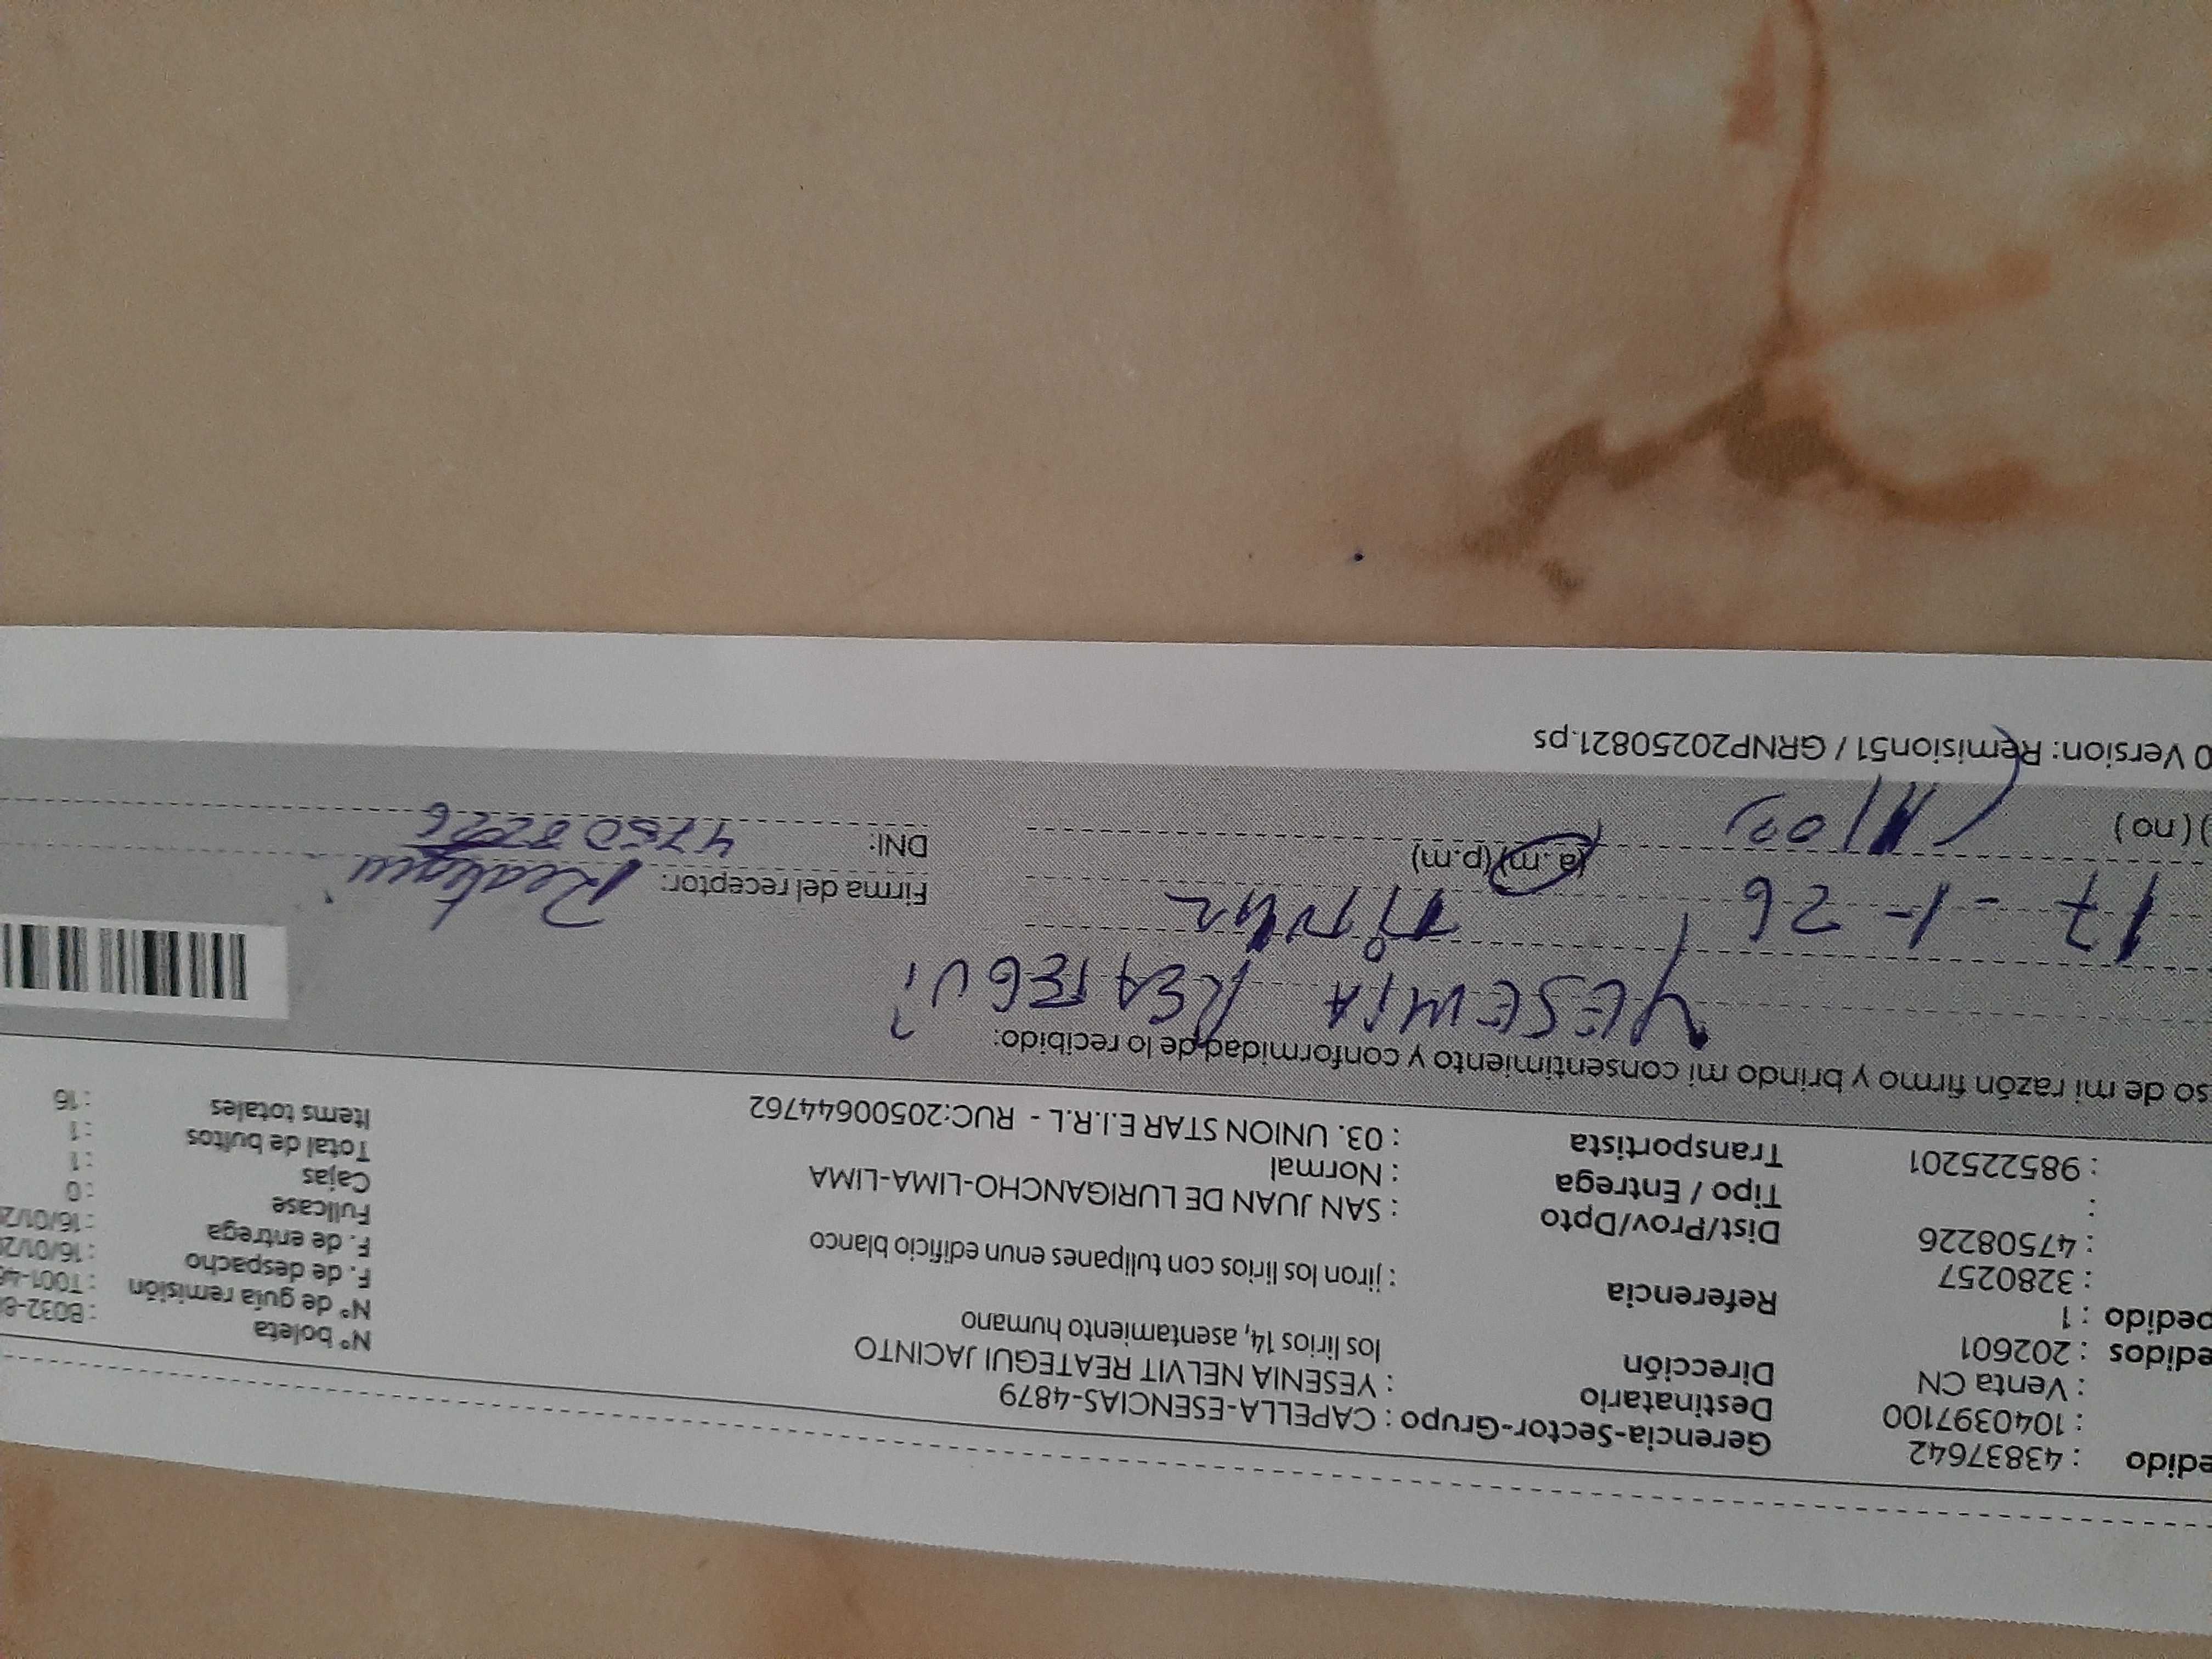 edido : 43837642
: 1040397100
: Venta CN
edidos : 202601
pedido : 1
: 3280257
: 47508226
:
: 985225201
Gerencia-Sector-Grupo : CAPELLA-ESENCIAS-4879
Destinatario : YESENIA NELVIT REATEGUI JACINTO
Dirección los lirios 14, asentamiento humano
Referencia : jiron los lirios con tulipanes enun edificio blanco
Dist/Prov/Dpto : SAN JUAN DE LURIGANCHO-LIMA-LIMA
Tipo / Entrega : Normal
Transportista : 03. UNION STAR E.I.R.L - RUC:20500644762
Nº boleta : B032-
Nº de guía remisión : T001-
F. de despacho : 16/01/2
F. de entrega : 16/01/2
Fullcase : 0
Cajas : 1
Total de bultos : 1
Items totales : 16
so de mi razón firmo y brindo mi consentimiento y conformidad de lo recibido:
YESENIA REATEGUI
17-1-26
(a.m)(p.m)
) ( no )
Firma del receptor: Reategui
DNI: 47508226
0 Version: Remision51 / GRNP20250821.ps